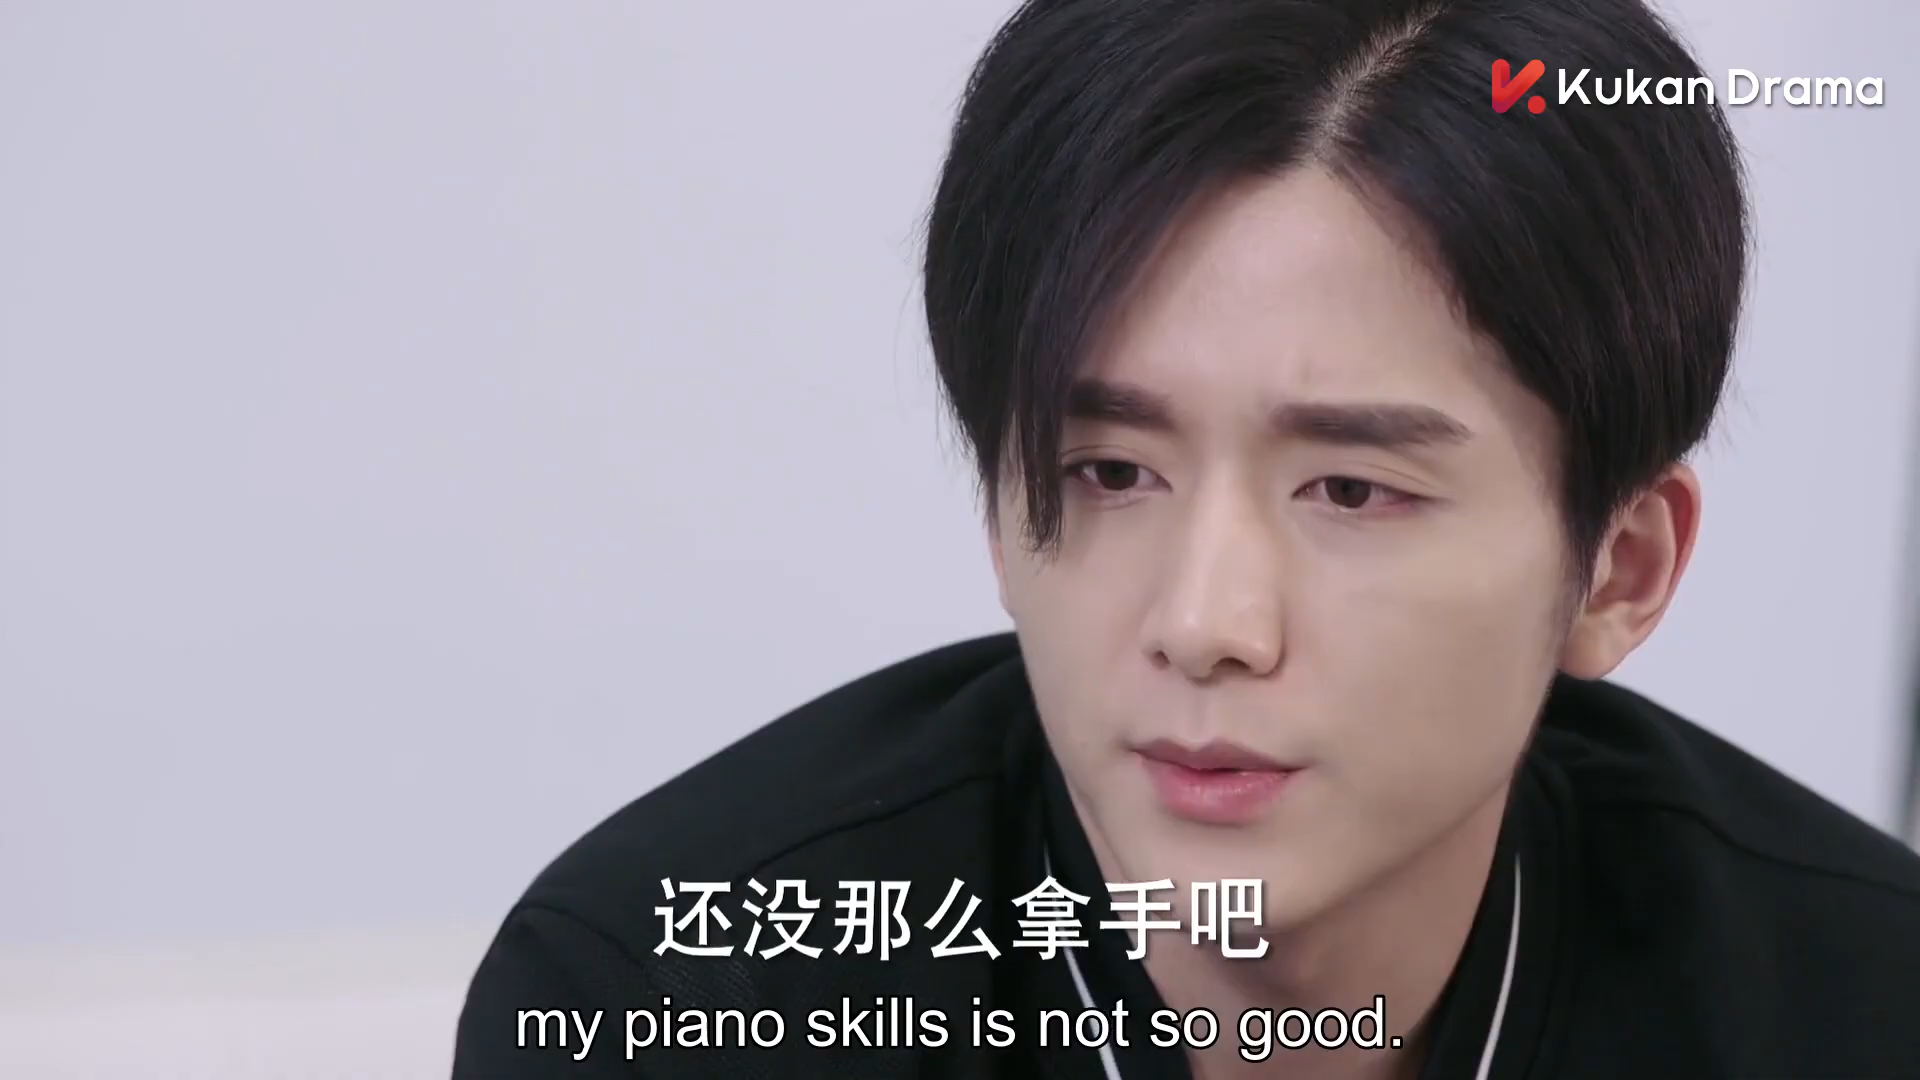 Kukan Drama
还没那么拿手吧
my piano skills is not so good.